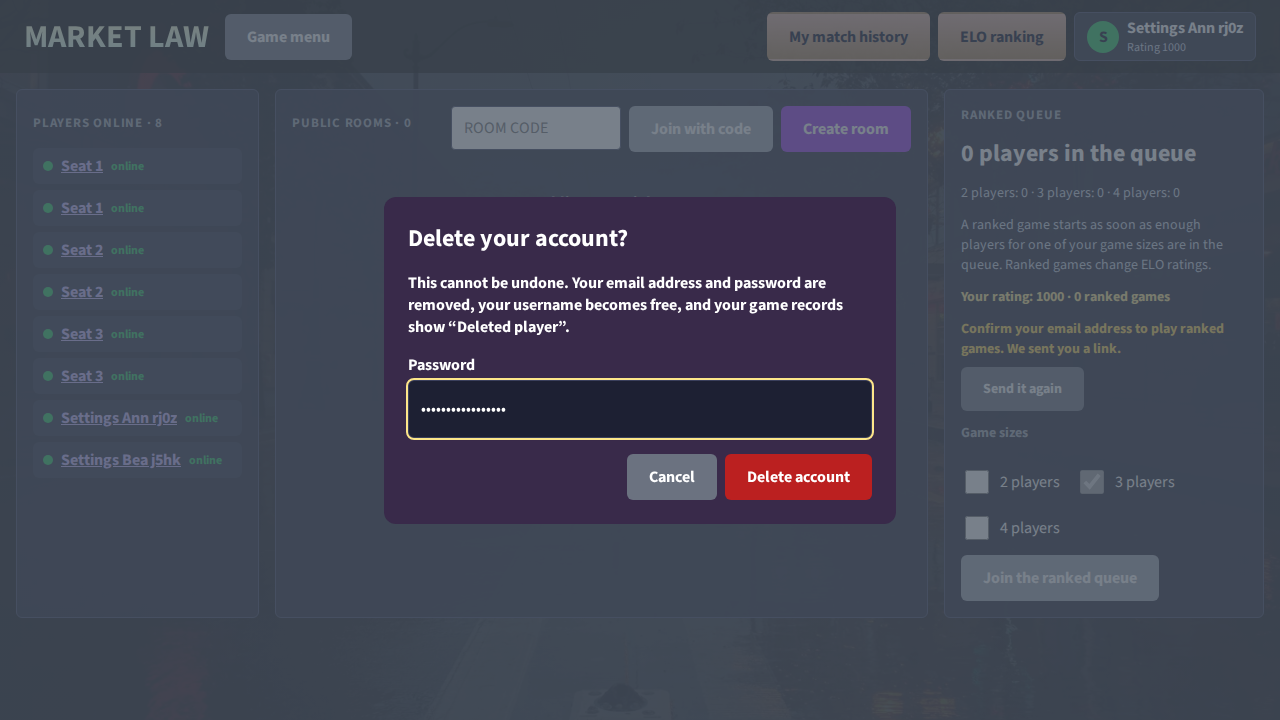 MARKET LAW
Game menu
My match history
ELO ranking
S
Settings Ann rj0z
Rating 1000
PLAYERS ONLINE · 8
Seat 1 online
Seat 1 online
Seat 2 online
Seat 2 online
Seat 3 online
Seat 3 online
Settings Ann rj0z online
Settings Bea j5hk online
PUBLIC ROOMS · 0
ROOM CODE
Join with code
Create room
Delete your account?
This cannot be undone. Your email address and password are
removed, your username becomes free, and your game records
show “Deleted player”.
Password
•••••••••••••••••
Cancel
Delete account
RANKED QUEUE
0 players in the queue
2 players: 0 · 3 players: 0 · 4 players: 0
A ranked game starts as soon as enough
players for one of your game sizes are in the
queue. Ranked games change ELO ratings.
Your rating: 1000 · 0 ranked games
Confirm your email address to play ranked
games. We sent you a link.
Send it again
Game sizes
2 players
3 players
4 players
Join the ranked queue